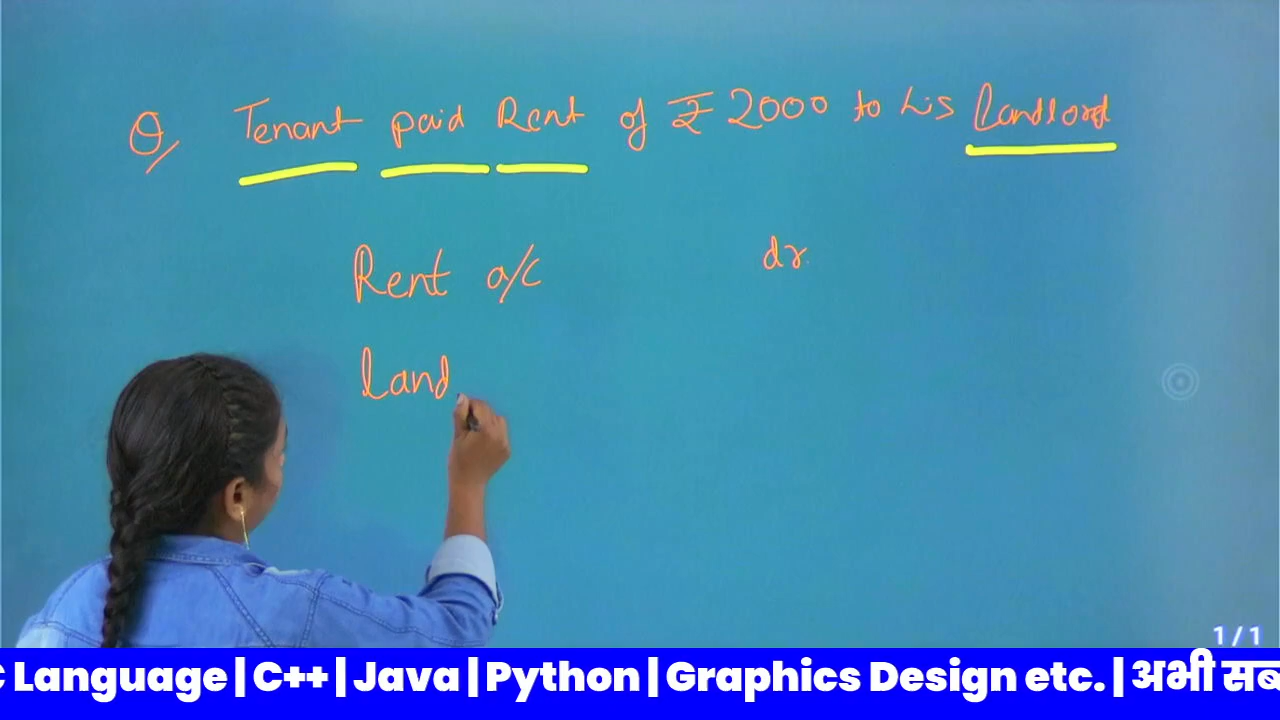 Q/ Tenant paid Rent of ₹ 2000 to his landlord
Rent a/c dr.
land
1 / 1
Language | C++ | Java | Python | Graphics Design etc. | अभी सब